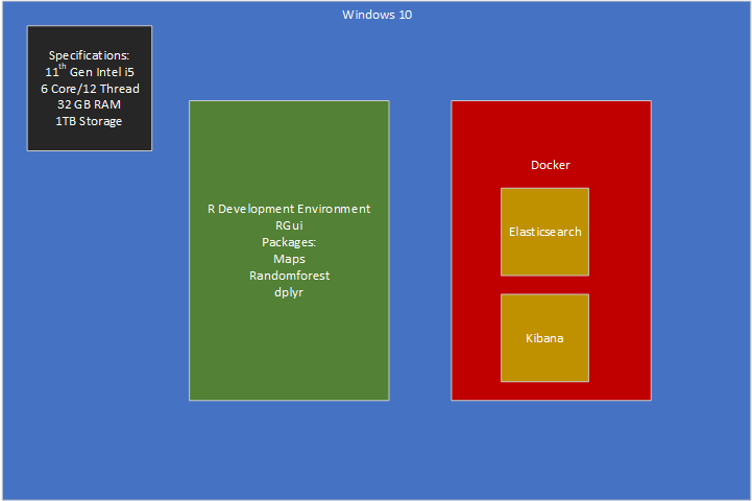 Windows 10
Specifications:
11th Gen Intel i5
6 Core/12 Thread
32 GB RAM
1TB Storage
R Development Environment
RGui
Packages:
Maps
Randomforest
dplyr
Docker
Elasticsearch
Kibana